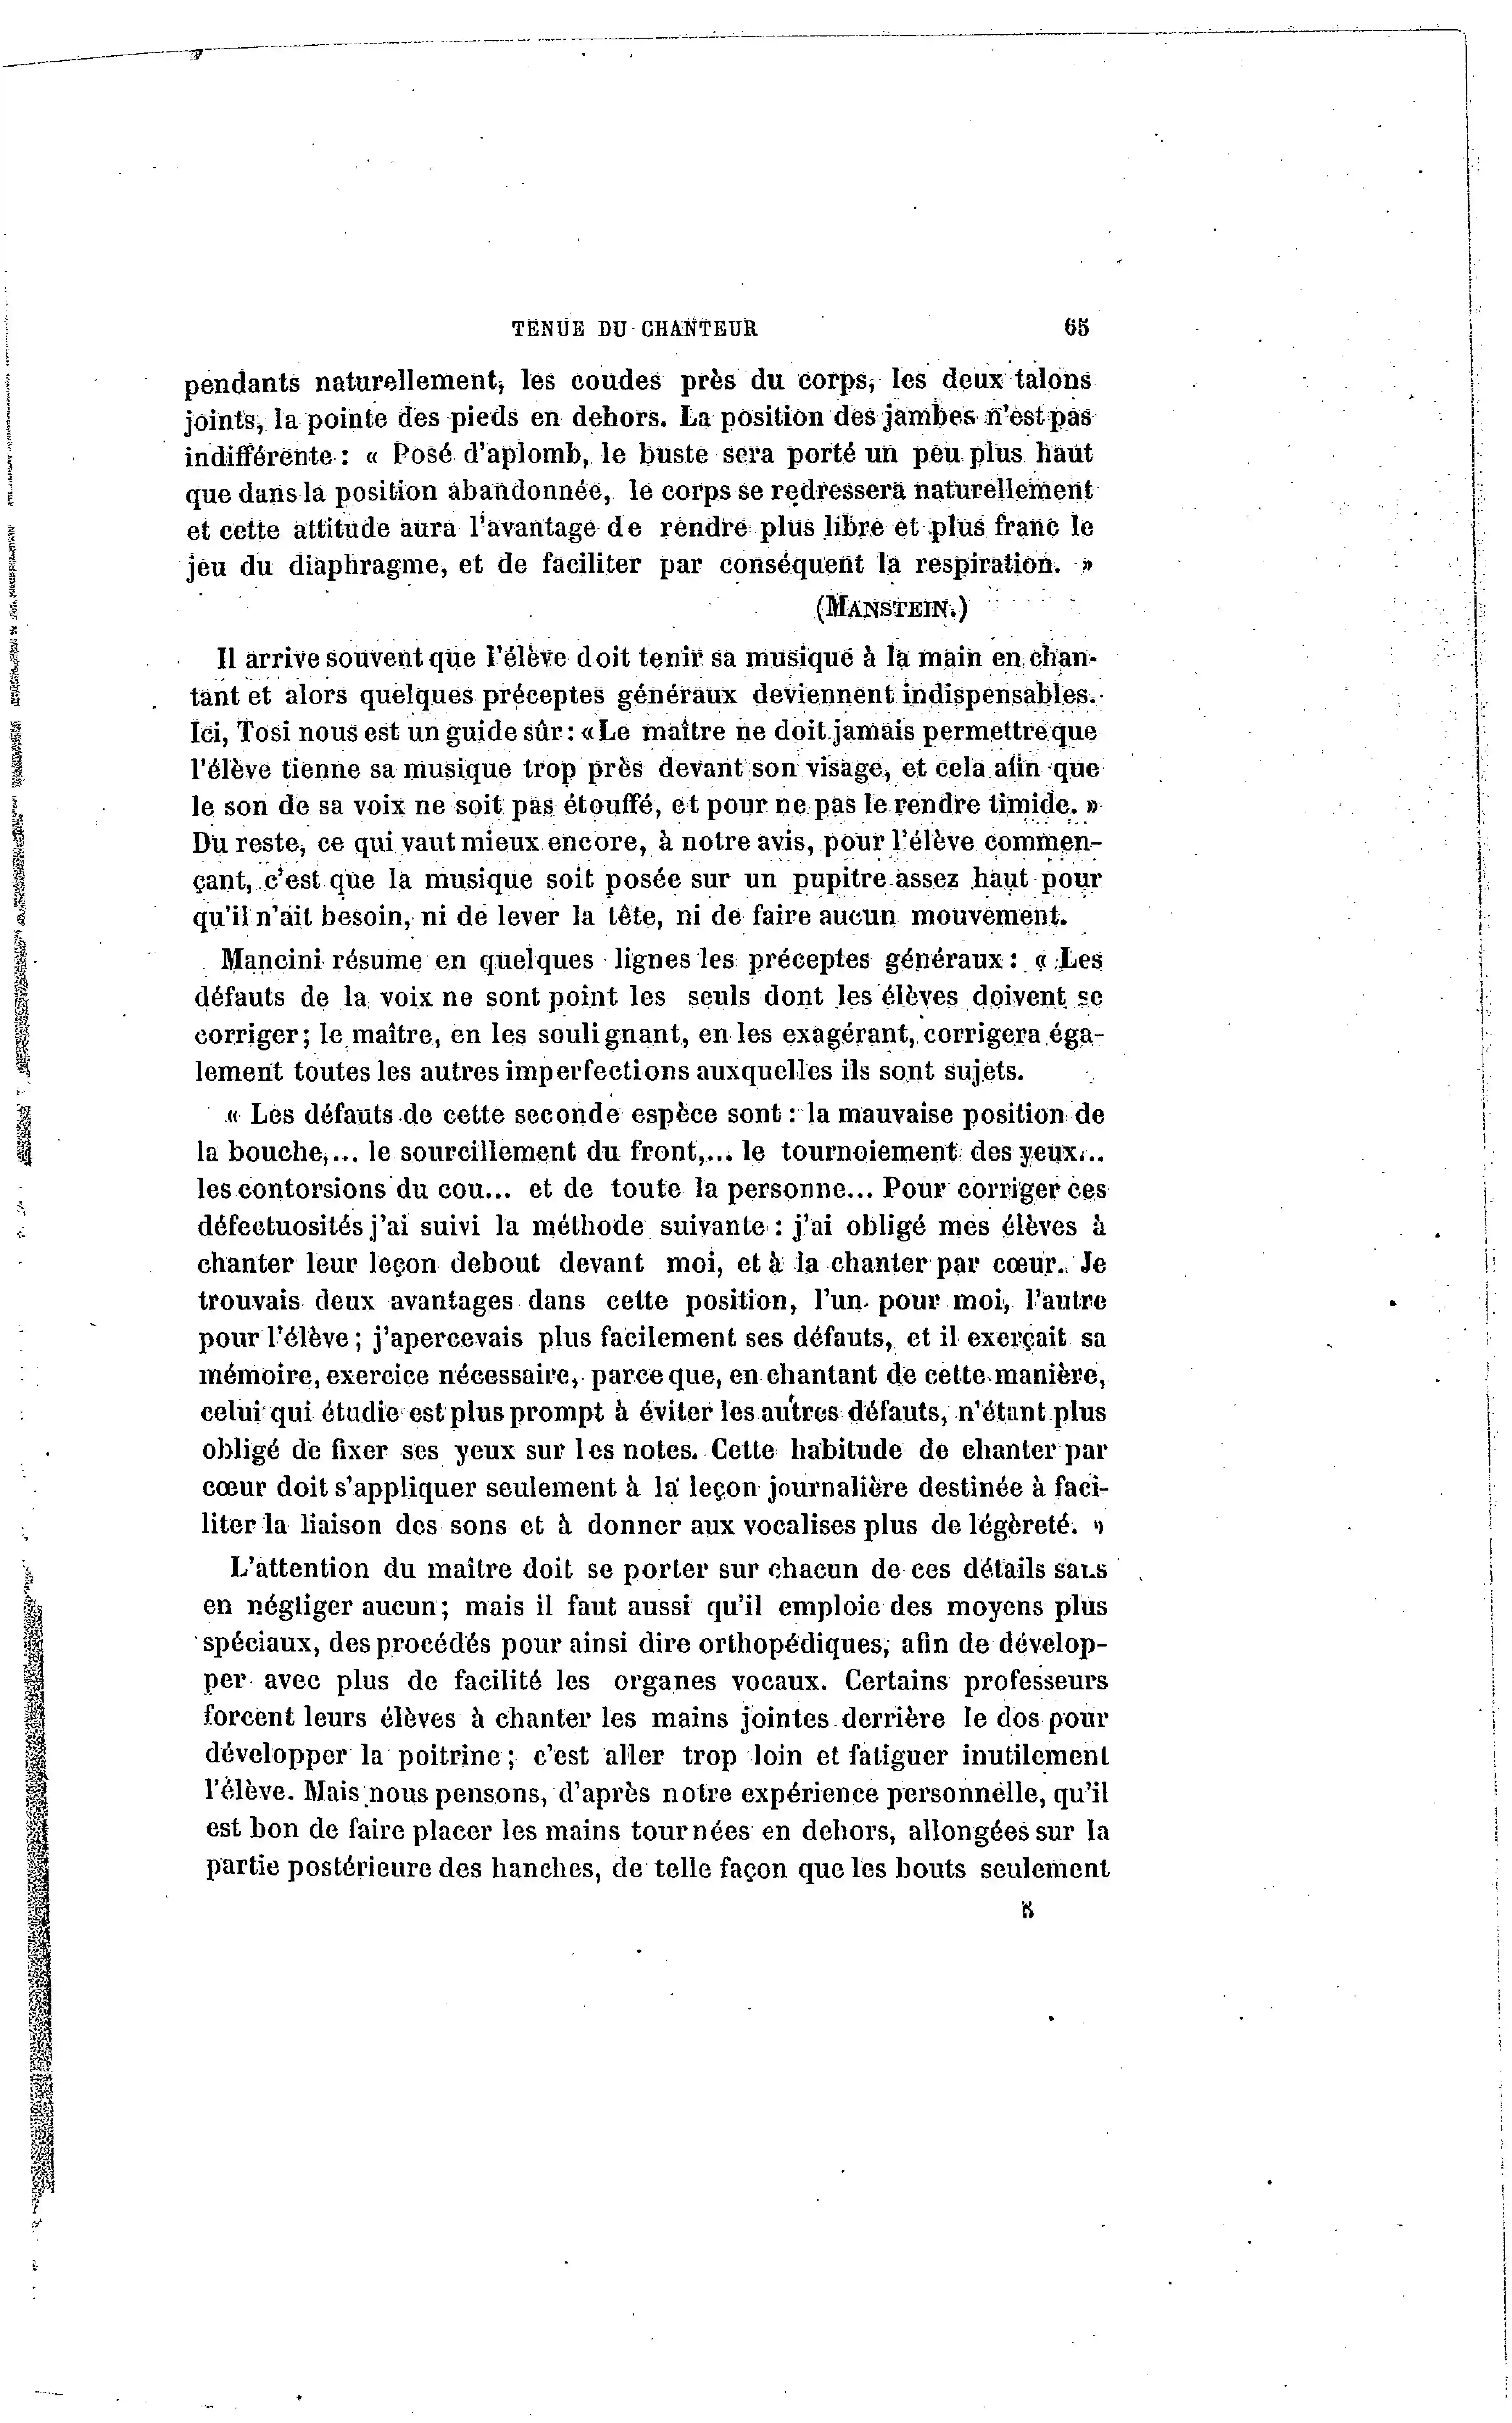 TENUE DU CHANTEUR 65
pendants naturellement, les coudes près du corps, les deux talons
joints, la pointe des pieds en dehors. La position des jambes n'est pas
indifférente : « Posé d'aplomb, le buste sera porté un peu plus haut
que dans la position abandonnée, le corps se redressera naturellement
et cette attitude aura l'avantage de rendre plus libre et plus franc le
jeu du diaphragme, et de faciliter par conséquent la respiration. »
(MANSTEIN.)
Il arrive souvent que l'élève doit tenir sa musique à la main en chan-
tant et alors quelques préceptes généraux deviennent indispensables.
Ici, Tosi nous est un guide sûr : « Le maître ne doit jamais permettre que
l'élève tienne sa musique trop près devant son visage, et cela afin que
le son de sa voix ne soit pas étouffé, et pour ne pas le rendre timide. »
Du reste, ce qui vaut mieux encore, à notre avis, pour l'élève commen-
çant, c'est que la musique soit posée sur un pupitre assez haut pour
qu'il n'ait besoin, ni de lever la tête, ni de faire aucun mouvement.
Mancini résume en quelques lignes les préceptes généraux : « Les
défauts de la voix ne sont point les seuls dont les élèves doivent se
corriger ; le maître, en les soulignant, en les exagérant, corrigera éga-
lement toutes les autres imperfections auxquelles ils sont sujets.
« Les défauts de cette seconde espèce sont : la mauvaise position de
la bouche,... le sourcillement du front,... le tournoiement des yeux...
les contorsions du cou... et de toute la personne... Pour corriger ces
défectuosités j'ai suivi la méthode suivante : j'ai obligé mes élèves à
chanter leur leçon debout devant moi, et à la chanter par cœur. Je
trouvais deux avantages dans cette position, l'un pour moi, l'autre
pour l'élève ; j'apercevais plus facilement ses défauts, et il exerçait sa
mémoire, exercice nécessaire, parce que, en chantant de cette manière,
celui qui étudie est plus prompt à éviter les autres défauts, n'étant plus
obligé de fixer ses yeux sur les notes. Cette habitude de chanter par
cœur doit s'appliquer seulement à la leçon journalière destinée à faci-
liter la liaison des sons et à donner aux vocalises plus de légèreté. »
L'attention du maître doit se porter sur chacun de ces détails sans
en négliger aucun ; mais il faut aussi qu'il emploie des moyens plus
spéciaux, des procédés pour ainsi dire orthopédiques, afin de dévelop-
per avec plus de facilité les organes vocaux. Certains professeurs
forcent leurs élèves à chanter les mains jointes derrière le dos pour
développer la poitrine ; c'est aller trop loin et fatiguer inutilement
l'élève. Mais nous pensons, d'après notre expérience personnelle, qu'il
est bon de faire placer les mains tournées en dehors, allongées sur la
partie postérieure des hanches, de telle façon que les bouts seulement
5